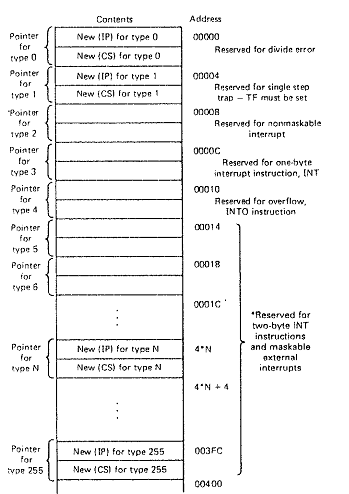 Contents Address
Pointer for type 0
New (IP) for type 0
New (CS) for type 0
00000
Reserved for divide error
Pointer for type 1
New (IP) for type 1
New (CS) for type 1
00004
Reserved for single step
trap – TF must be set
*Pointer for type 2
00008
Reserved for nonmaskable
interrupt
Pointer for type 3
0000C
Reserved for one-byte
interrupt instruction, INT
Pointer for type 4
00010
Reserved for overflow,
INTO instruction
Pointer for type 5
00014
Pointer for type 6
00018
0001C
*Reserved for
two-byte INT
instructions
and maskable
external
interrupts
Pointer for type N
New (IP) for type N
New (CS) for type N
4*N
4*N + 4
Pointer for type 255
New (IP) for type 255
New (CS) for type 255
003FC
00400